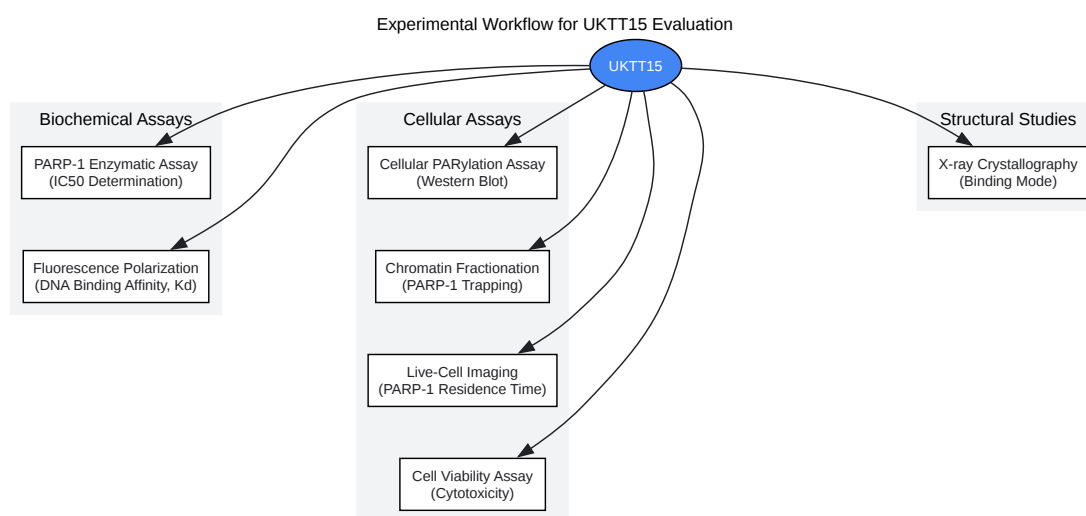 Experimental Workflow for UKTT15 Evaluation
UKTT15
Biochemical Assays
PARP-1 Enzymatic Assay
(IC50 Determination)
Fluorescence Polarization
(DNA Binding Affinity, Kd)
Cellular Assays
Cellular PARylation Assay
(Western Blot)
Chromatin Fractionation
(PARP-1 Trapping)
Live-Cell Imaging
(PARP-1 Residence Time)
Cell Viability Assay
(Cytotoxicity)
Structural Studies
X-ray Crystallography
(Binding Mode)